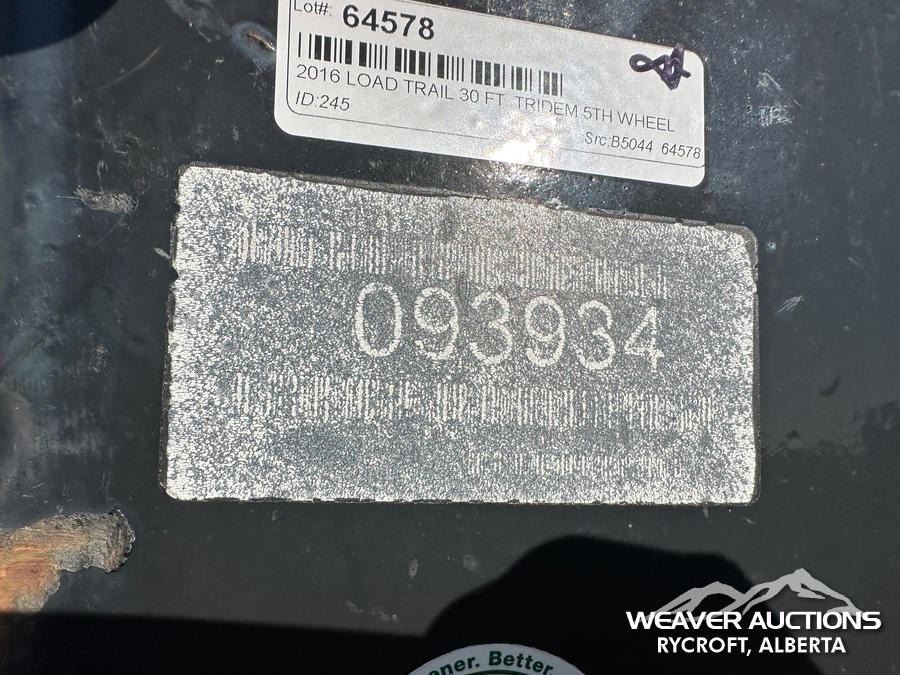 Lot#: 64578
2016 LOAD TRAIL 30 FT TRIDEM 5TH WHEEL
ID:245
Src:B5044 64578
093934
Better.
WEAVER AUCTIONS
RYCROFT, ALBERTA